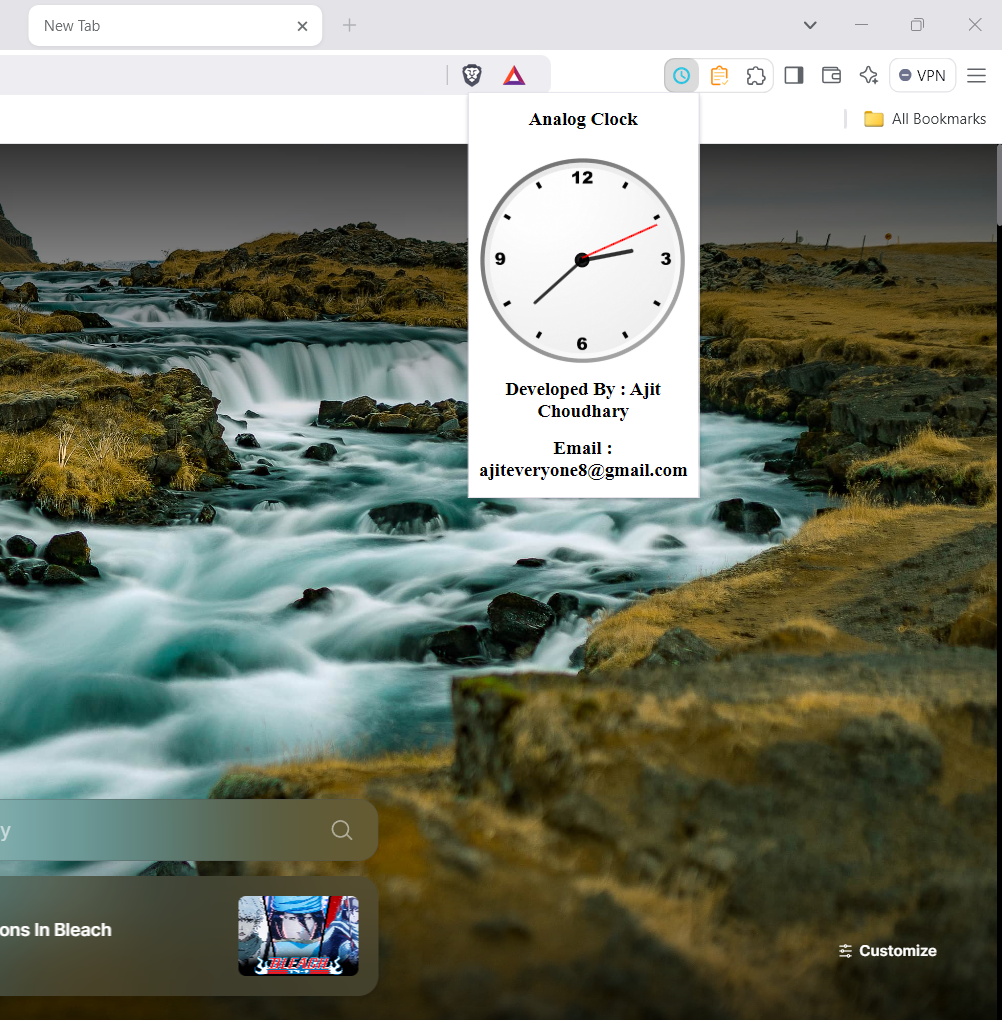 New Tab
VPN
All Bookmarks
Analog Clock
12
9
3
6
Developed By : Ajit
Choudhary
Email :
ajiteveryone8@gmail.com
y
ons In Bleach
BLEACH
Customize